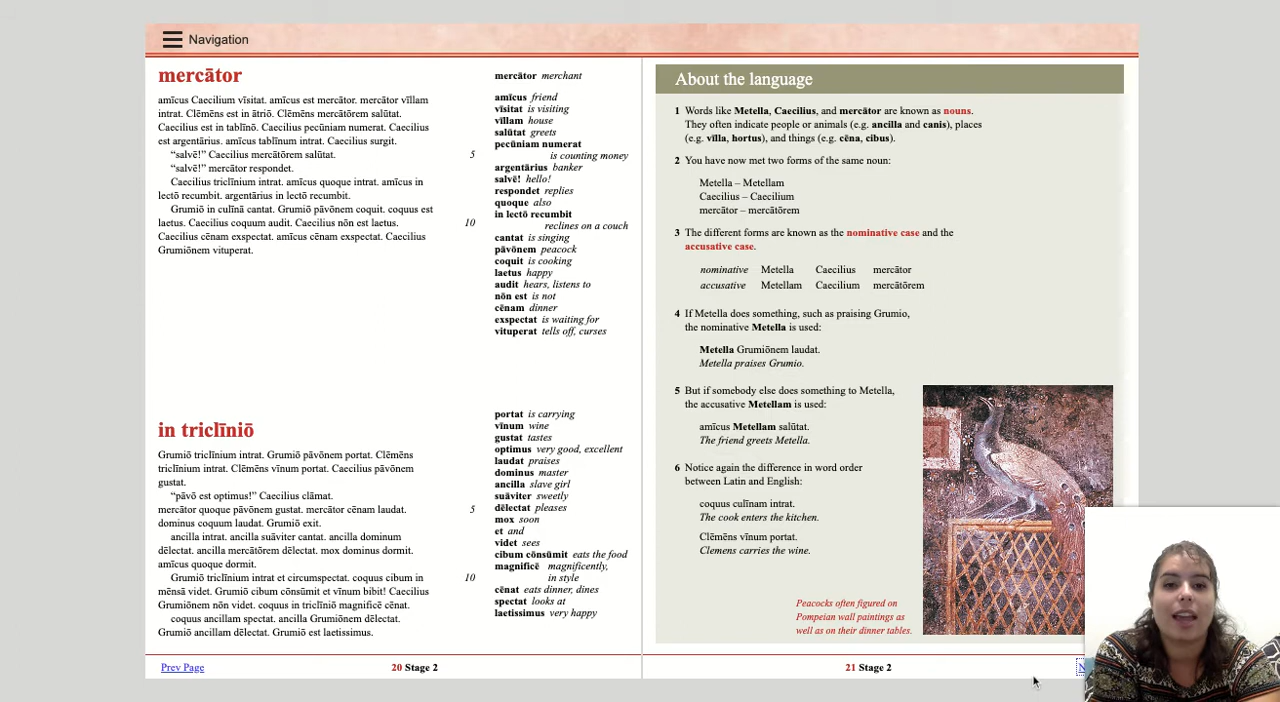 Navigation
mercātor
amīcus Caecilium vīsitat. amīcus est mercātor. mercātor vīllam
intrat. Clēmēns est in ātriō. Clēmēns mercātōrem salūtat.
Caecilius est in tablīnō. Caecilius pecūniam numerat. Caecilius
est argentārius. amīcus tablīnum intrat. Caecilius surgit.
"salvē!" Caecilius mercātōrem salūtat.
5
"salvē!" mercātor respondet.
Caecilius triclīnium intrat. amīcus quoque intrat. amīcus in
lectō recumbit. argentārius in lectō recumbit.
Grumiō in culīnā cantat. Grumiō pāvōnem coquit. coquus est
laetus. Caecilius coquum audit. Caecilius nōn est laetus.
10
Caecilius cēnam exspectat. amīcus cēnam exspectat. Caecilius
Grumiōnem vituperat.
mercātor merchant
amīcus friend
vīsitat is visiting
vīllam house
salūtat greets
pecūniam numerat
is counting money
argentārius banker
salvē! hello!
respondet replies
quoque also
in lectō recumbit
reclines on a couch
cantat is singing
pāvōnem peacock
coquit is cooking
laetus happy
audit hears, listens to
nōn est is not
cēnam dinner
exspectat is waiting for
vituperat tells off, curses
in triclīniō
Grumiō triclīnium intrat. Grumiō pāvōnem portat. Clēmēns
triclīnium intrat. Clēmēns vīnum portat. Caecilius pāvōnem
gustat.
"pāvō est optimus!" Caecilius clāmat.
mercātor quoque pāvōnem gustat. mercātor cēnam laudat.
5
dominus coquum laudat. Grumiō exit.
ancilla intrat. ancilla suāviter cantat. ancilla dominum
dēlectat. ancilla mercātōrem dēlectat. mox dominus dormit.
amīcus quoque dormit.
Grumiō triclīnium intrat et circumspectat. coquus cibum in
10
mēnsā videt. Grumiō cibum cōnsūmit et vīnum bibit! Caecilius
Grumiōnem nōn videt. coquus in triclīniō magnificē cēnat.
coquus ancillam spectat. ancilla Grumiōnem dēlectat.
Grumiō ancillam dēlectat. Grumiō est laetissimus.
portat is carrying
vīnum wine
gustat tastes
optimus very good, excellent
laudat praises
dominus master
ancilla slave girl
suāviter sweetly
dēlectat pleases
mox soon
et and
videt sees
cibum cōnsūmit eats the food
magnificē magnificently,
in style
cēnat eats dinner, dines
spectat looks at
laetissimus very happy
Prev Page
20 Stage 2
About the language
1 Words like Metella, Caecilius, and mercātor are known as nouns.
They often indicate people or animals (e.g. ancilla and canis), places
(e.g. vīlla, hortus), and things (e.g. cēna, cibus).
2 You have now met two forms of the same noun:
Metella – Metellam
Caecilius – Caecilium
mercātor – mercātōrem
3 The different forms are known as the nominative case and the
accusative case.
nominative Metella Caecilius mercātor
accusative Metellam Caecilium mercātōrem
4 If Metella does something, such as praising Grumio,
the nominative Metella is used:
Metella Grumiōnem laudat.
Metella praises Grumio.
5 But if somebody else does something to Metella,
the accusative Metellam is used:
amīcus Metellam salūtat.
The friend greets Metella.
6 Notice again the difference in word order
between Latin and English:
coquus culīnam intrat.
The cook enters the kitchen.
Clēmēns vīnum portat.
Clemens carries the wine.
Peacocks often figured on
Pompeian wall paintings as
well as on their dinner tables.
21 Stage 2